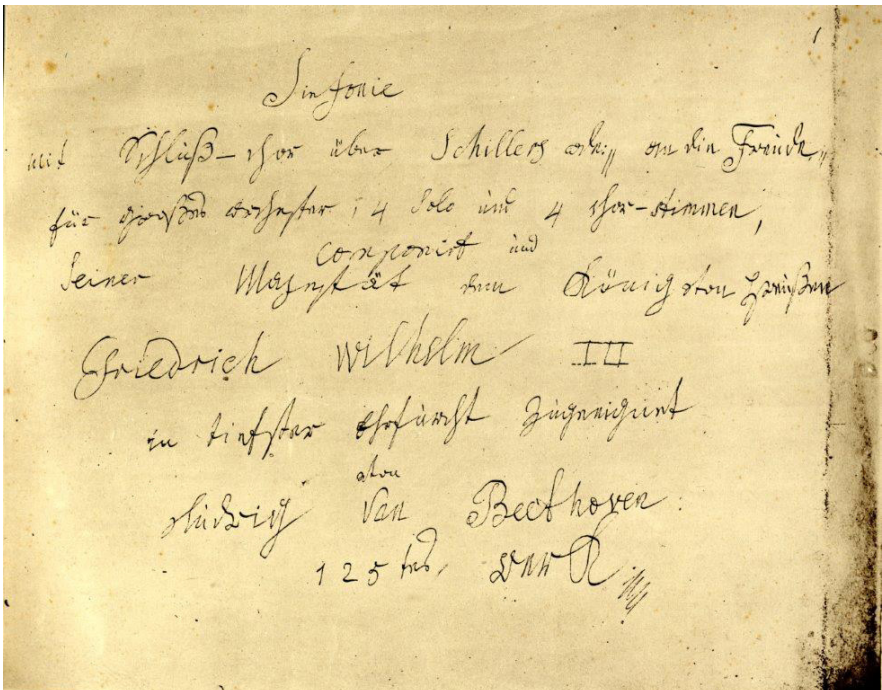 1
Sinfonie
mit Schluß-chor über Schillers ode: „an die Freude"
für großes orchester, 4 Solo und 4 chor-stimmen,
componirt und
Seiner Majestät dem König von Preußen
Friedrich Wilhelm III
in tiefster Ehrfurcht zugeeignet
von
Ludwig van Beethoven
125tes Werk